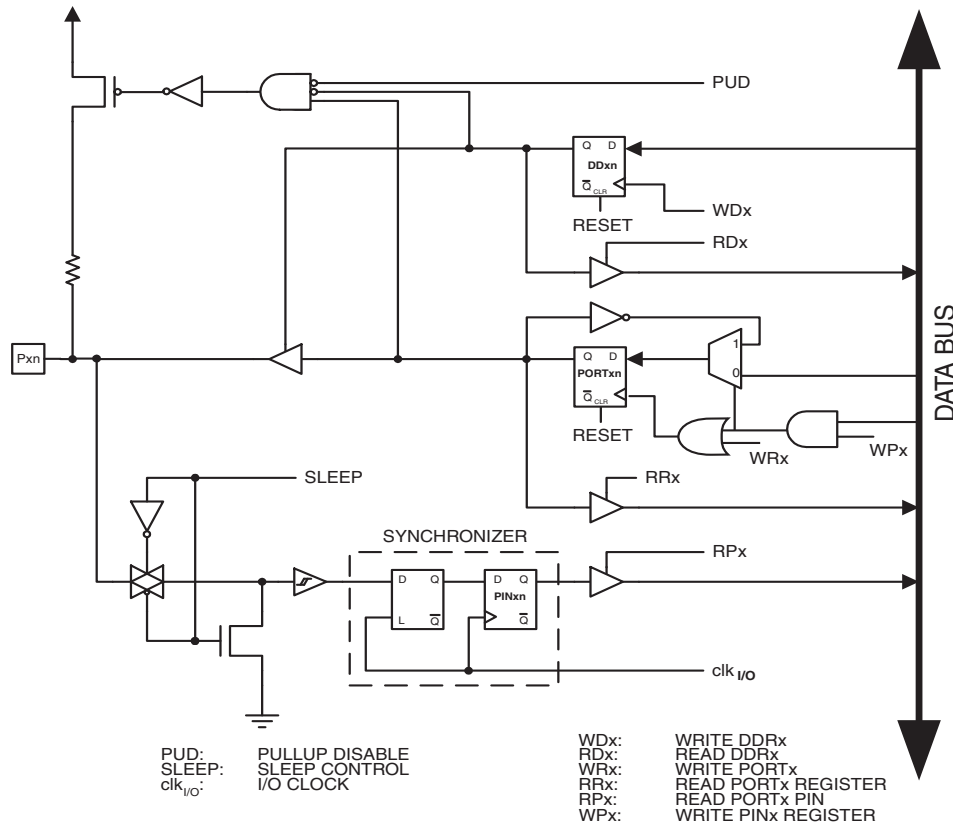 PUD
Q D
DDxn
Q CLR
WDx
RESET
RDx
Pxn
1
Q D
PORTxn
0
Q CLR
RESET
WRx
WPx
DATA BUS
SLEEP
RRx
SYNCHRONIZER
RPx
D Q
D Q
PINxn
L Q
Q
clk I/O
PUD: PULLUP DISABLE
SLEEP: SLEEP CONTROL
clkI/O: I/O CLOCK
WDx: WRITE DDRx
RDx: READ DDRx
WRx: WRITE PORTx
RRx: READ PORTx REGISTER
RPx: READ PORTx PIN
WPx: WRITE PINx REGISTER